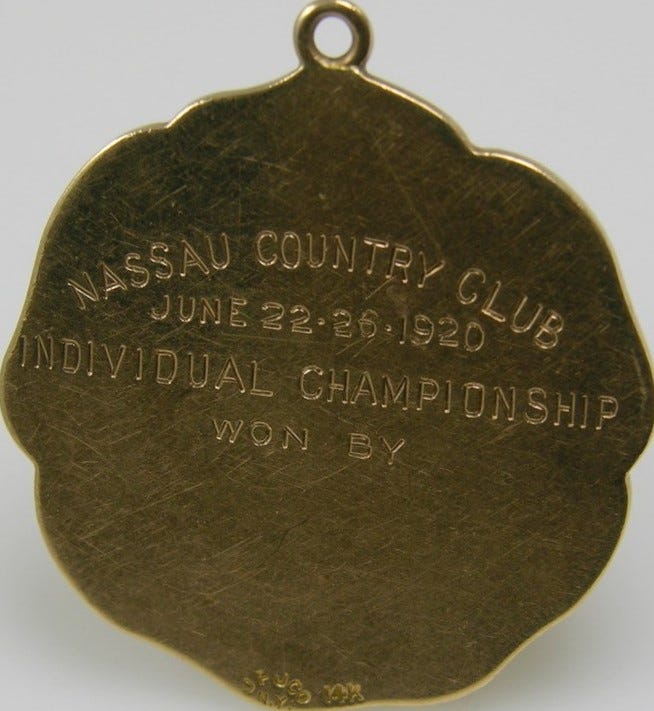 NASSAU COUNTRY CLUB
JUNE 22·26·1920
INDIVIDUAL CHAMPIONSHIP
WON BY
14K